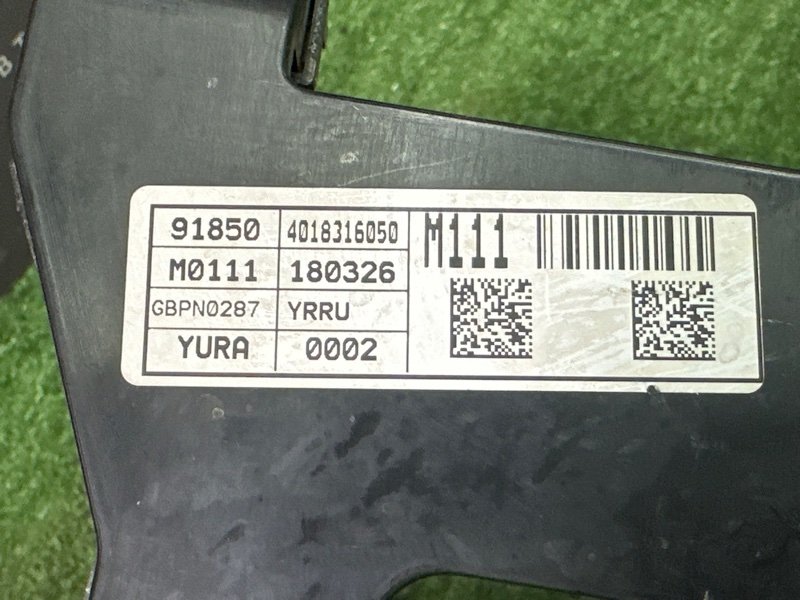 91850 4018316050 M111
M0111 180326
GBPN0287 YRRU
YURA 0002